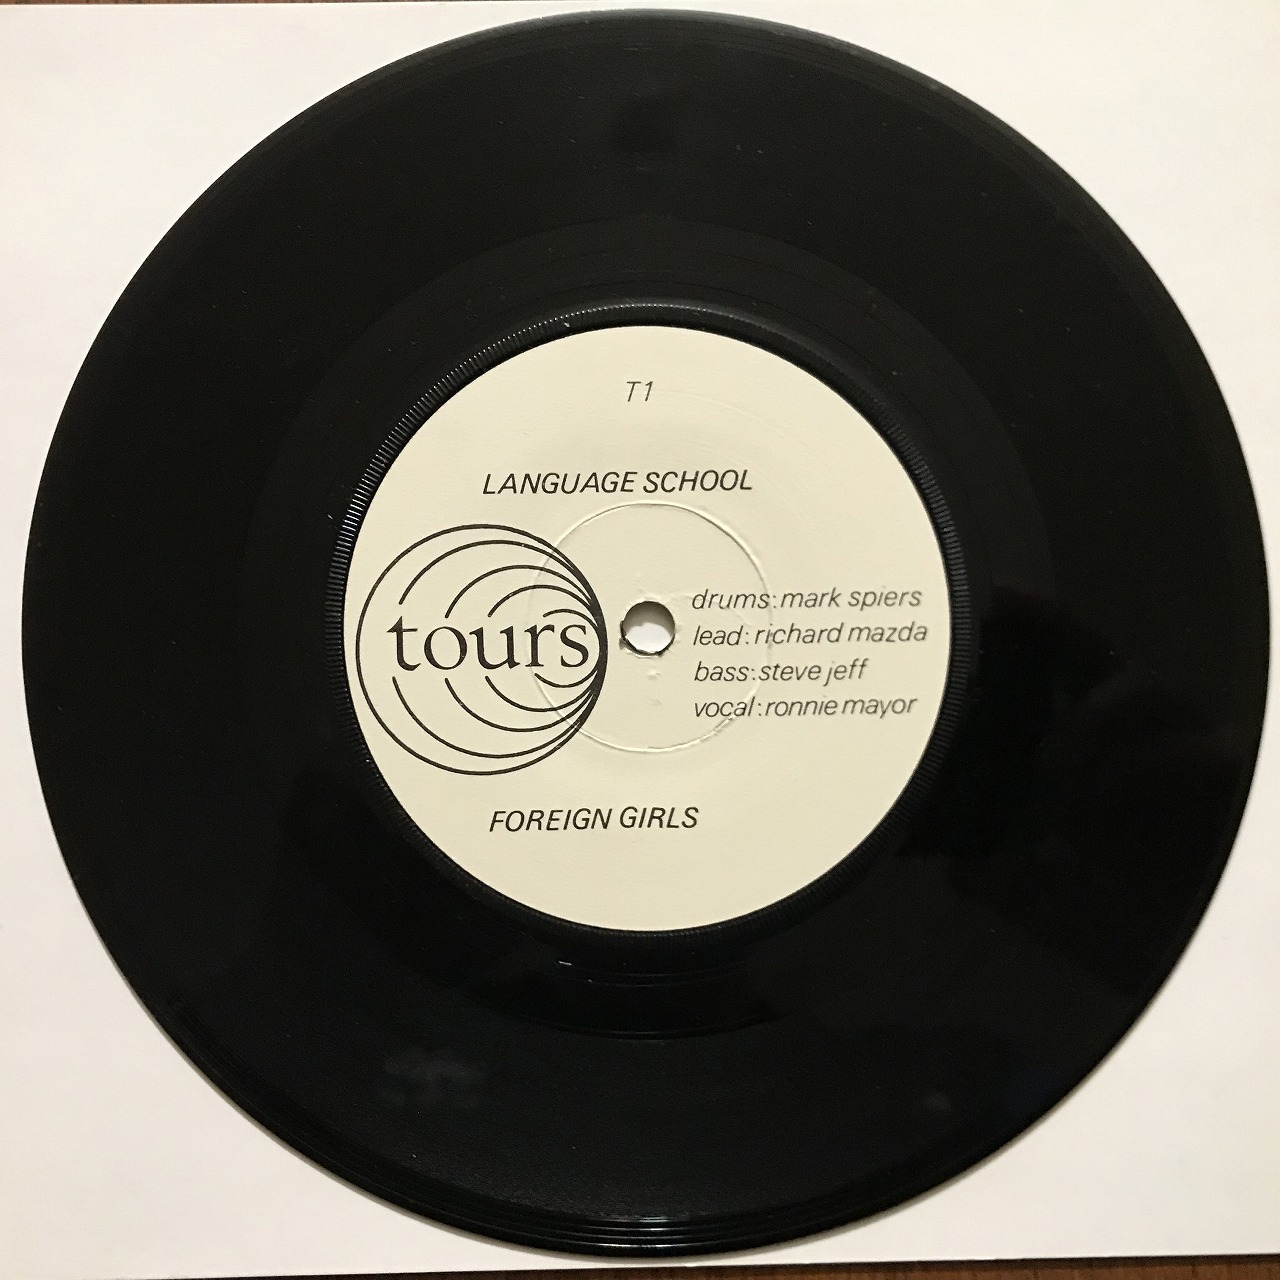 T1
LANGUAGE SCHOOL
tours
drums: mark spiers
lead: richard mazda
bass: steve jeff
vocal: ronnie mayor
FOREIGN GIRLS